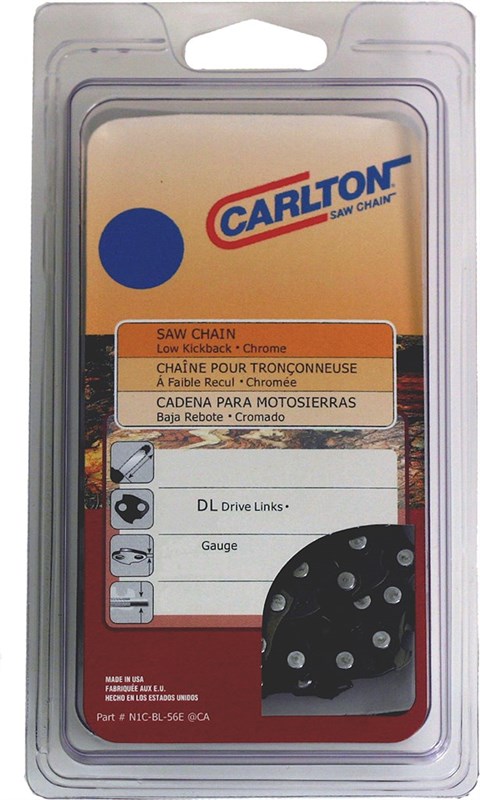 CARLTON®
SAW CHAIN
SAW CHAIN
Low Kickback • Chrome
CHAÎNE POUR TRONÇONNEUSE
Á Faible Recul • Chromée
CADENA PARA MOTOSIERRAS
Baja Rebote • Cromado
DL Drive Links •
Gauge
MADE IN USA
FABRIQUÉE AUX E.U.
HECHO EN LOS ESTADOS UNIDOS
Part # N1C-BL-56E @CA